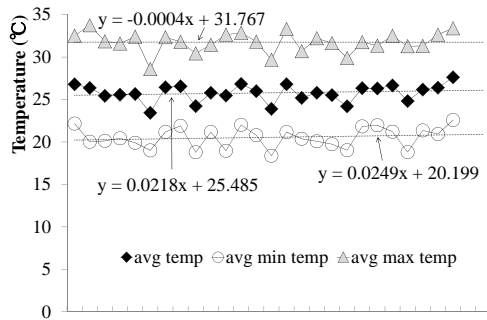 Temperature (℃)
35
30
25
20
15
10
5
0
y = -0.0004x + 31.767
y = 0.0218x + 25.485
y = 0.0249x + 20.199
avg temp avg min temp avg max temp